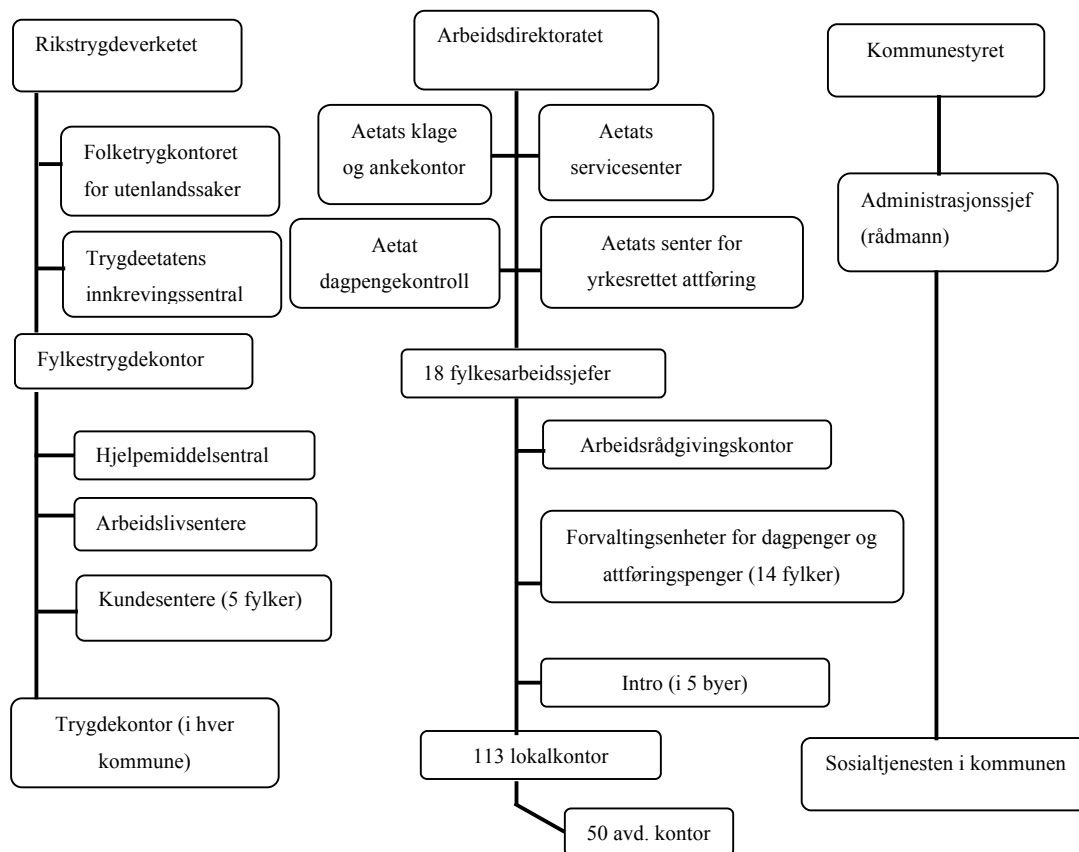 Rikstrygdeverketet
Folketrygkontoret
for utenlandssaker
Trygdeetatens
innkrevingssentral
Fylkestrygdekontor
Hjelpemiddelsentral
Arbeidslivsentere
Kundesentere (5 fylker)
Trygdekontor (i hver
kommune)
Arbeidsdirektoratet
Aetats klage
og ankekontor
Aetats
servicesenter
Aetat
dagpengekontroll
Aetats senter for
yrkesrettet attføring
18 fylkesarbeidssjefer
Arbeidsrådgivingskontor
Forvaltingsenheter for dagpenger og
attføringspenger (14 fylker)
Intro (i 5 byer)
113 lokalkontor
50 avd. kontor
Kommunestyret
Administrasjonssjef
(rådmann)
Sosialtjenesten i kommunen